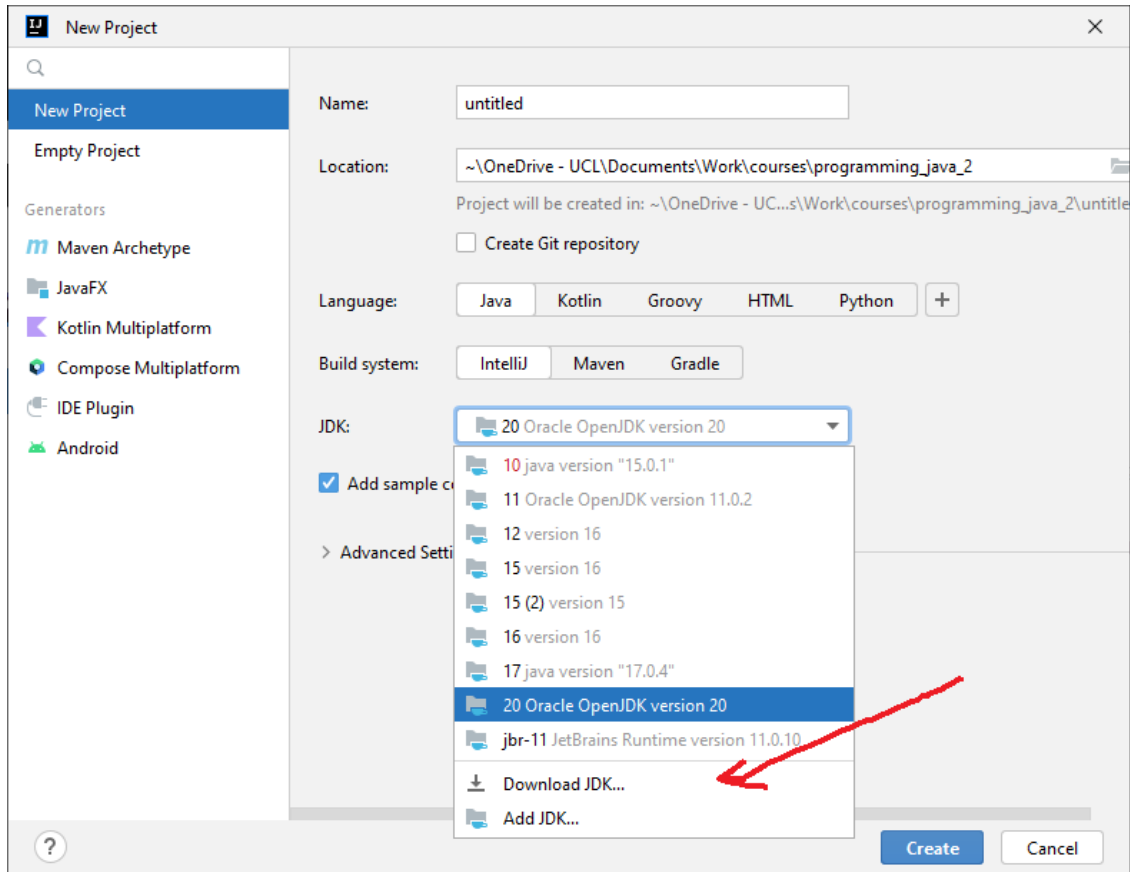 New Project
New Project
Empty Project
Generators
Maven Archetype
JavaFX
Kotlin Multiplatform
Compose Multiplatform
IDE Plugin
Android
Name:
untitled
Location:
~\OneDrive - UCL\Documents\Work\courses\programming_java_2
Project will be created in: ~\OneDrive - UC...s\Work\courses\programming_java_2\untitle
Create Git repository
Language:
Java Kotlin Groovy HTML Python +
Build system:
IntelliJ Maven Gradle
JDK:
20 Oracle OpenJDK version 20
Add sample c
Advanced Setti
10 java version "15.0.1"
11 Oracle OpenJDK version 11.0.2
12 version 16
15 version 16
15 (2) version 15
16 version 16
17 java version "17.0.4"
20 Oracle OpenJDK version 20
jbr-11 JetBrains Runtime version 11.0.10
Download JDK...
Add JDK...
?
Create Cancel